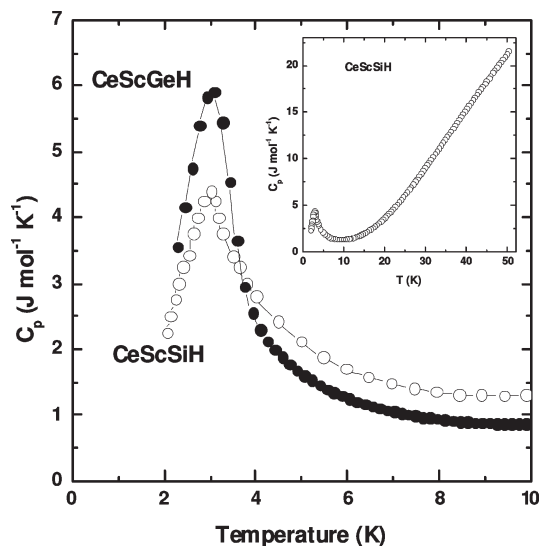 7
6
5
4
3
2
1
0
C_p (J mol⁻¹ K⁻¹)
CeScGeH
CeScSiH
0 2 4 6 8 10
Temperature (K)
CeScSiH
20
15
10
5
0
C_p (J mol⁻¹ K⁻¹)
0 10 20 30 40 50
T (K)